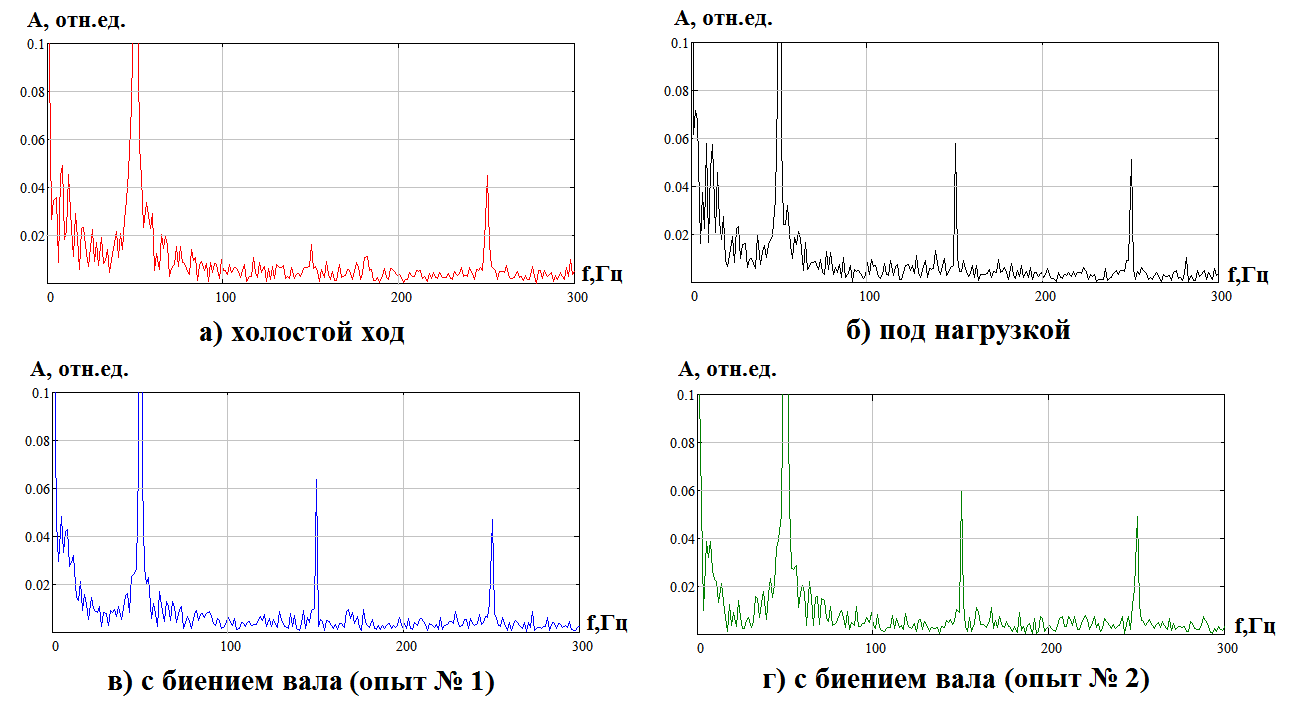 А, отн.ед.
0.1
0.08
0.06
0.04
0.02
0 100 200 300
f,Гц
а) холостой ход
А, отн.ед.
0.1
0.08
0.06
0.04
0.02
0 100 200 300
f,Гц
б) под нагрузкой
А, отн.ед.
0.1
0.08
0.06
0.04
0.02
0 100 200 300
f,Гц
в) с биением вала (опыт № 1)
А, отн.ед.
0.1
0.08
0.06
0.04
0.02
0 100 200 300
f,Гц
г) с биением вала (опыт № 2)